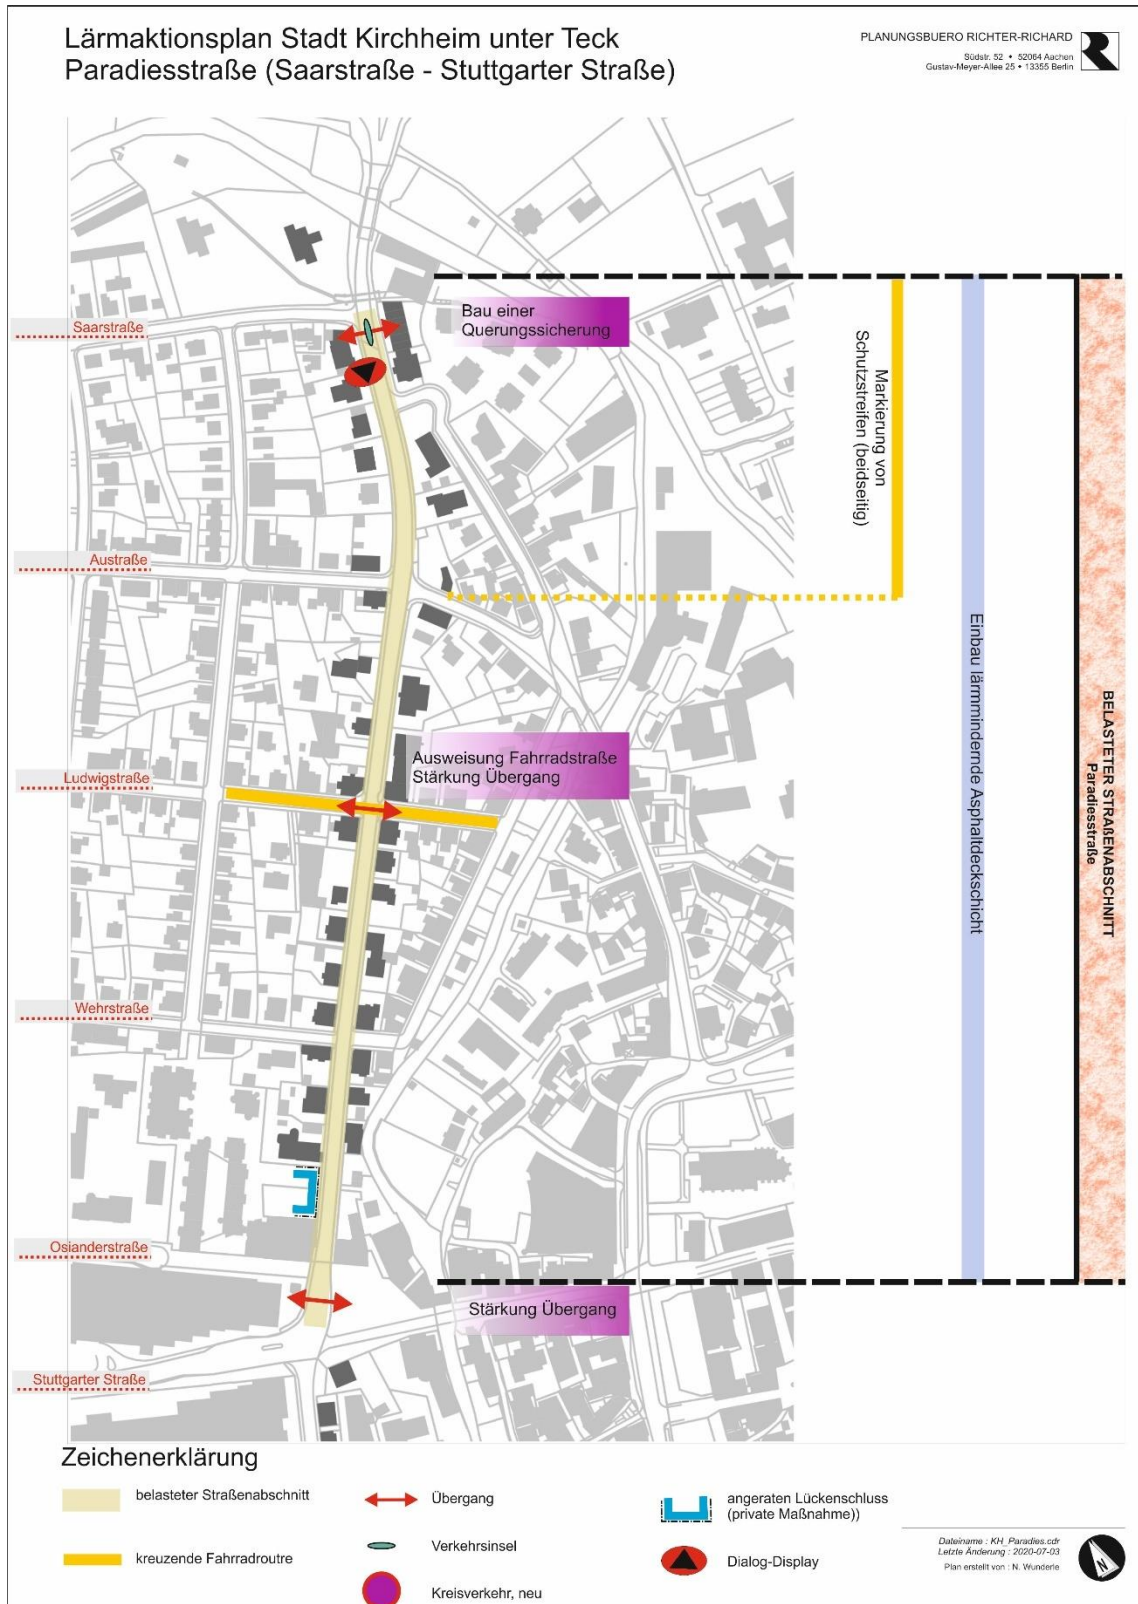 Lärmaktionsplan Stadt Kirchheim unter Teck
Paradiesstraße (Saarstraße - Stuttgarter Straße)
PLANUNGSBUERO RICHTER-RICHARD
Südstr. 52 • 52064 Aachen
Gustav-Meyer-Allee 25 • 13355 Berlin
Saarstraße
Bau einer
Querungssicherung
Markierung von
Schutzstreifen (beidseitig)
Austraße
Einbau lärmmindernde Asphaltdeckschicht
BELASTETER STRAßENABSCHNITT
Paradiesstraße
Ludwigstraße
Ausweisung Fahrradstraße
Stärkung Übergang
Wehrstraße
Osianderstraße
Stärkung Übergang
Stuttgarter Straße
Zeichenerklärung
belasteter Straßenabschnitt
kreuzende Fahrradroutre
Übergang
Verkehrsinsel
Kreisverkehr, neu
angeraten Lückenschluss
(private Maßnahme))
Dialog-Display
Dateiname : KH_Paradies.cdr
Letzte Änderung : 2020-07-03
Plan erstellt von : N. Wunderle
N